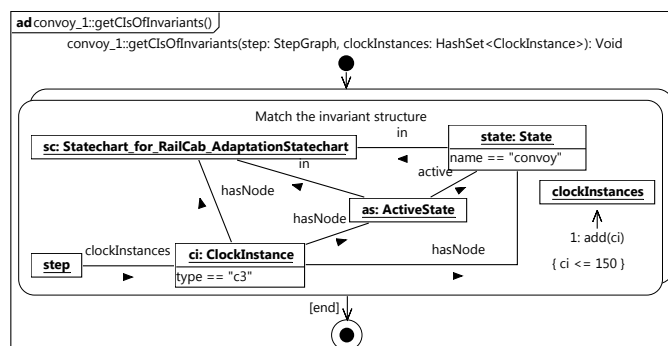 ad convoy_1::getCIsOfInvariants()
convoy_1::getCIsOfInvariants(step: StepGraph, clockInstances: HashSet<ClockInstance>): Void
Match the invariant structure
in
state: State
name == "convoy"
sc: Statechart_for_RailCab_AdaptationStatechart
in
active
hasNode
clockInstances
as: ActiveState
hasNode
1: add(ci)
clockInstances
ci: ClockInstance
type == "c3"
hasNode
step
{ ci <= 150 }
[end]